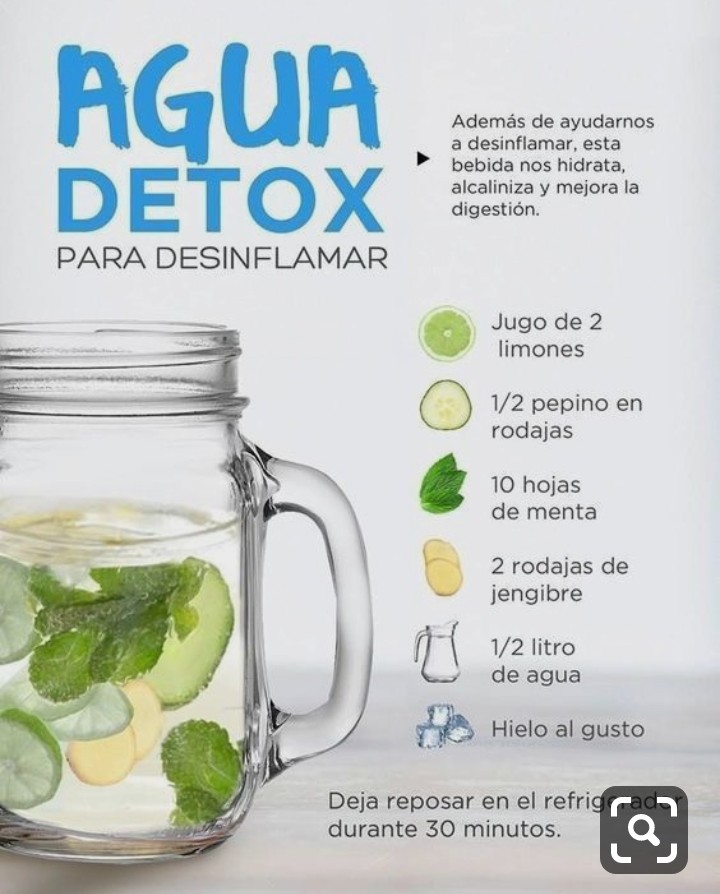 AGUA
DETOX
PARA DESINFLAMAR
Además de ayudarnos
a desinflamar, esta
bebida nos hidrata,
alcaliniza y mejora la
digestión.
Jugo de 2
limones
1/2 pepino en
rodajas
10 hojas
de menta
2 rodajas de
jengibre
1/2 litro
de agua
Hielo al gusto
Deja reposar en el refrigerador
durante 30 minutos.